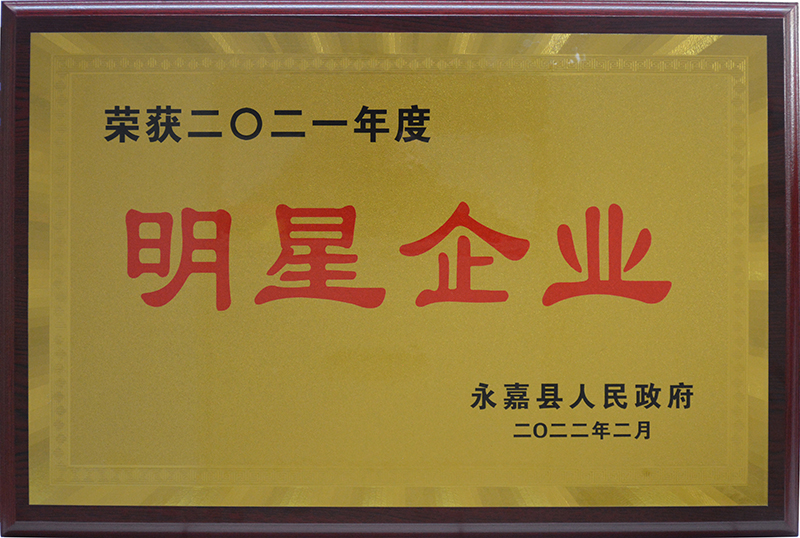 荣获二〇二一年度
明星企业
永嘉县人民政府
二〇二二年二月